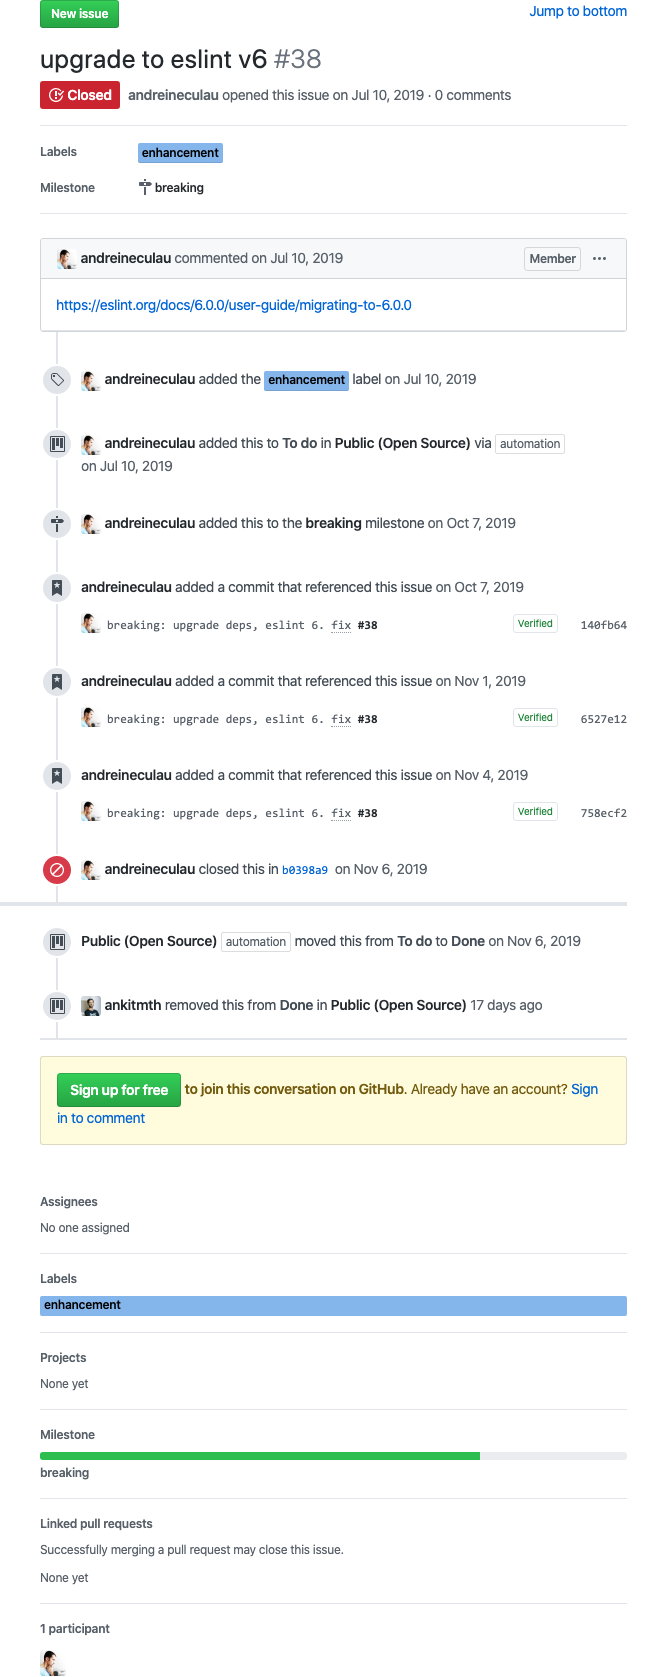 New issue
Jump to bottom
upgrade to eslint v6 #38
Closed andreineculau opened this issue on Jul 10, 2019 · 0 comments
Labels enhancement
Milestone breaking
andreineculau commented on Jul 10, 2019 Member ...
https://eslint.org/docs/6.0.0/user-guide/migrating-to-6.0.0
andreineculau added the enhancement label on Jul 10, 2019
andreineculau added this to To do in Public (Open Source) via automation
on Jul 10, 2019
andreineculau added this to the breaking milestone on Oct 7, 2019
andreineculau added a commit that referenced this issue on Oct 7, 2019
breaking: upgrade deps, eslint 6. fix #38 Verified 140fb64
andreineculau added a commit that referenced this issue on Nov 1, 2019
breaking: upgrade deps, eslint 6. fix #38 Verified 6527e12
andreineculau added a commit that referenced this issue on Nov 4, 2019
breaking: upgrade deps, eslint 6. fix #38 Verified 758ecf2
andreineculau closed this in b0398a9 on Nov 6, 2019
Public (Open Source) automation moved this from To do to Done on Nov 6, 2019
ankitmth removed this from Done in Public (Open Source) 17 days ago
Sign up for free to join this conversation on GitHub. Already have an account? Sign
in to comment
Assignees
No one assigned
Labels
enhancement
Projects
None yet
Milestone
breaking
Linked pull requests
Successfully merging a pull request may close this issue.
None yet
1 participant